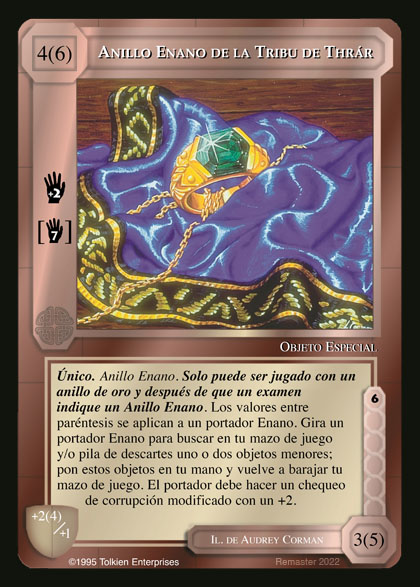 4(6)
Anillo Enano de la Tribu de Thrár
2
[7]
Objeto Especial
Único. Anillo Enano. Solo puede ser jugado con un
anillo de oro y después de que un examen
indique un Anillo Enano. Los valores entre
paréntesis se aplican a un portador Enano. Gira un
portador Enano para buscar en tu mazo de juego
y/o pila de descartes uno o dos objetos menores;
pon estos objetos en tu mano y vuelve a barajar tu
mazo de juego. El portador debe hacer un chequeo
de corrupción modificado con un +2.
6
+2(4)
/+1
Il. de Audrey Corman
3(5)
©1995 Tolkien Enterprises
Remaster 2022